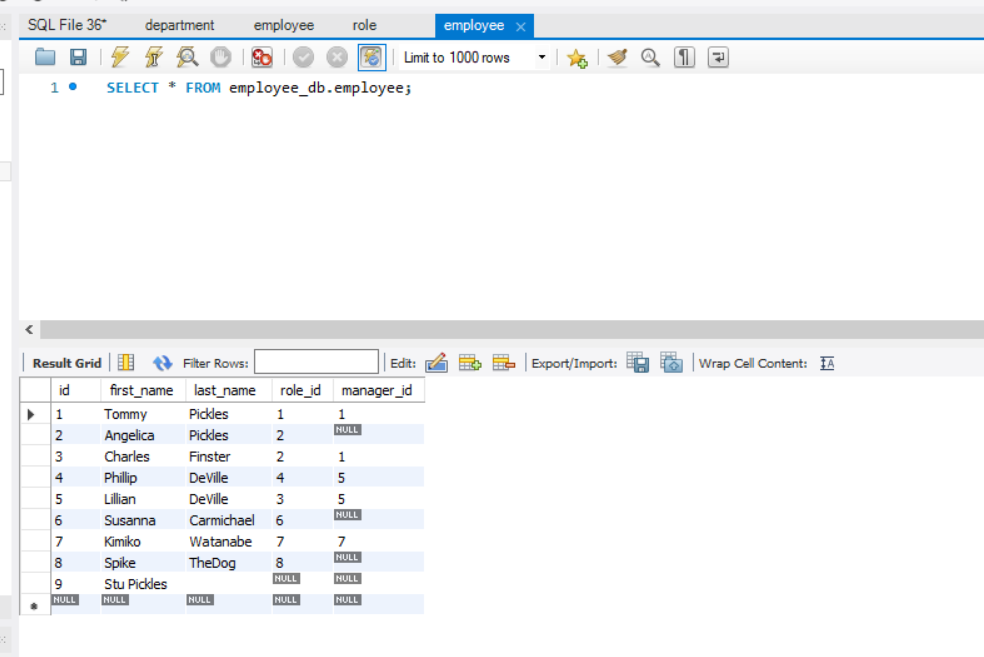 SQL File 36* department employee role employee
Limit to 1000 rows
1 SELECT * FROM employee_db.employee;
Result Grid Filter Rows: Edit: Export/Import: Wrap Cell Content:
id first_name last_name role_id manager_id
1 Tommy Pickles 1 1
2 Angelica Pickles 2 NULL
3 Charles Finster 2 1
4 Phillip DeVille 4 5
5 Lillian DeVille 3 5
6 Susanna Carmichael 6 NULL
7 Kimiko Watanabe 7 7
8 Spike TheDog 8 NULL
9 Stu Pickles NULL NULL
NULL NULL NULL NULL NULL